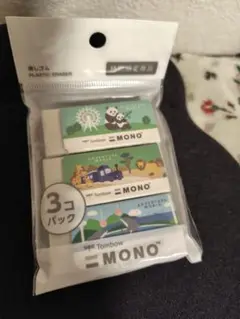 消しゴム
PLASTIC ERASER
Tombow MONO
Tombow MONO
3コ
パック
Tombow
MONO